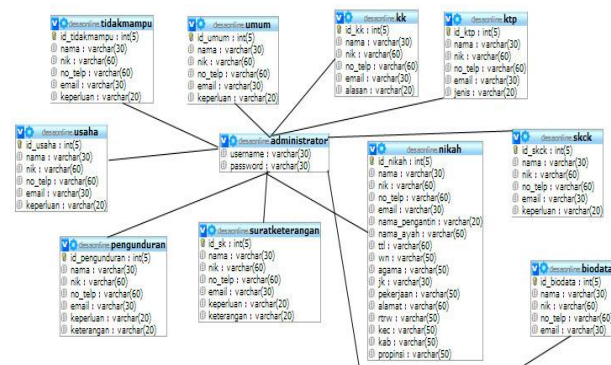 desaonline tidakmampu
id_tidakmampu : int(5)
nama : varchar(30)
nik : varchar(60)
no_telp : varchar(60)
email : varchar(30)
keperluan : varchar(20)
desaonline umum
id_umum : int(5)
nama : varchar(30)
nik : varchar(60)
no_telp : varchar(60)
email : varchar(30)
keperluan : varchar(20)
desaonline kk
id_kk : int(5)
nama : varchar(30)
nik : varchar(60)
no_telp : varchar(60)
email : varchar(30)
alasan : varchar(20)
desaonline ktp
id_ktp : int(5)
nama : varchar(30)
nik : varchar(60)
no_telp : varchar(60)
email : varchar(30)
jenis : varchar(20)
desaonline usaha
id_usaha : int(5)
nama : varchar(30)
nik : varchar(60)
no_telp : varchar(60)
email : varchar(30)
keperluan : varchar(20)
desaonline administrator
username : varchar(30)
password : varchar(30)
desaonline nikah
id_nikah : int(5)
nama : varchar(30)
nik : varchar(60)
no_telp : varchar(60)
email : varchar(30)
nama_pengantin : varchar(20)
nama_ayah : varchar(60)
ttl : varchar(60)
wn : varchar(50)
agama : varchar(50)
jk : varchar(30)
pekerjaan : varchar(50)
alamat : varchar(60)
rtrw : varchar(50)
kec : varchar(50)
kab : varchar(50)
propinsi : varchar(50)
desaonline skck
id_skck : int(5)
nama : varchar(30)
nik : varchar(60)
no_telp : varchar(60)
email : varchar(30)
keperluan : varchar(20)
desaonline pengunduran
id_pengunduran : int(5)
nama : varchar(30)
nik : varchar(60)
no_telp : varchar(60)
email : varchar(30)
keperluan : varchar(20)
keterangan : varchar(20)
desaonline suratketerangan
id_sk : int(5)
nama : varchar(30)
nik : varchar(60)
no_telp : varchar(60)
email : varchar(30)
keperluan : varchar(20)
keterangan : varchar(20)
desaonline biodata
id_biodata : int(5)
nama : varchar(30)
nik : varchar(60)
no_telp : varchar(60)
email : varchar(30)